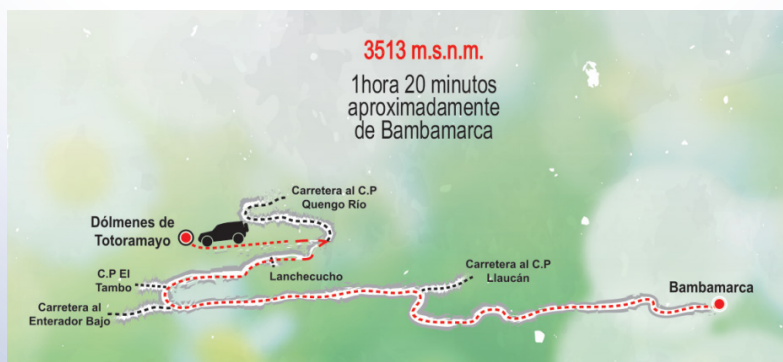 3513 m.s.n.m.
1hora 20 minutos
aproximadamente
de Bambamarca
Carretera al C.P
Quengo Río
Dólmenes de
Totoramayo
C.P El
Tambo
Lanchecucho
Carretera al C.P
Llaucán
Carretera al
Enterador Bajo
Bambamarca